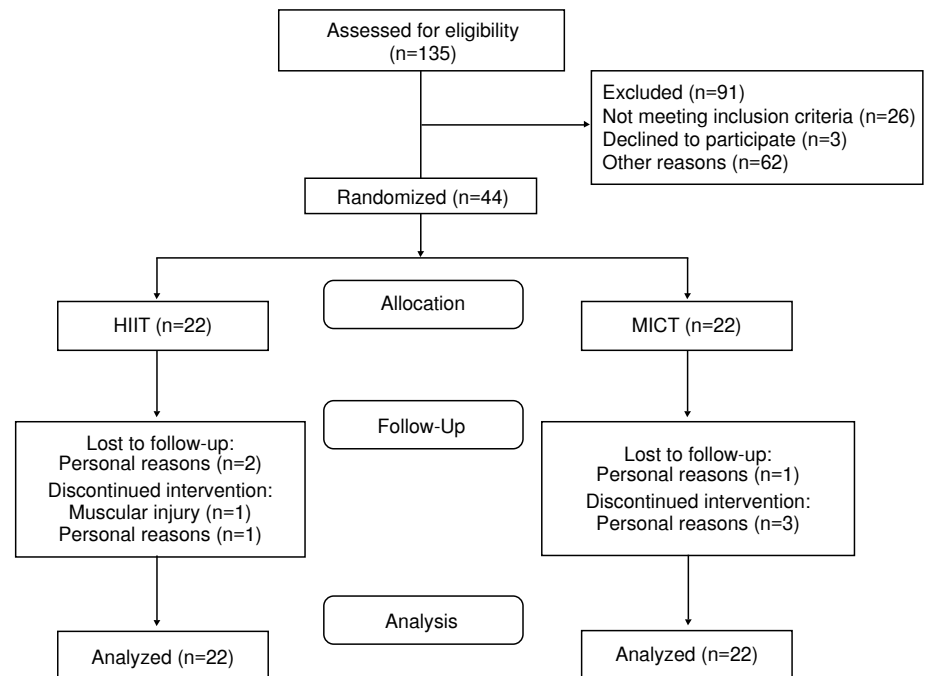 Assessed for eligibility
(n=135)
Excluded (n=91)
Not meeting inclusion criteria (n=26)
Declined to participate (n=3)
Other reasons (n=62)
Randomized (n=44)
Allocation
HIIT (n=22)
MICT (n=22)
Follow-Up
Lost to follow-up:
Personal reasons (n=2)
Discontinued intervention:
Muscular injury (n=1)
Personal reasons (n=1)
Lost to follow-up:
Personal reasons (n=1)
Discontinued intervention:
Personal reasons (n=3)
Analysis
Analyzed (n=22)
Analyzed (n=22)